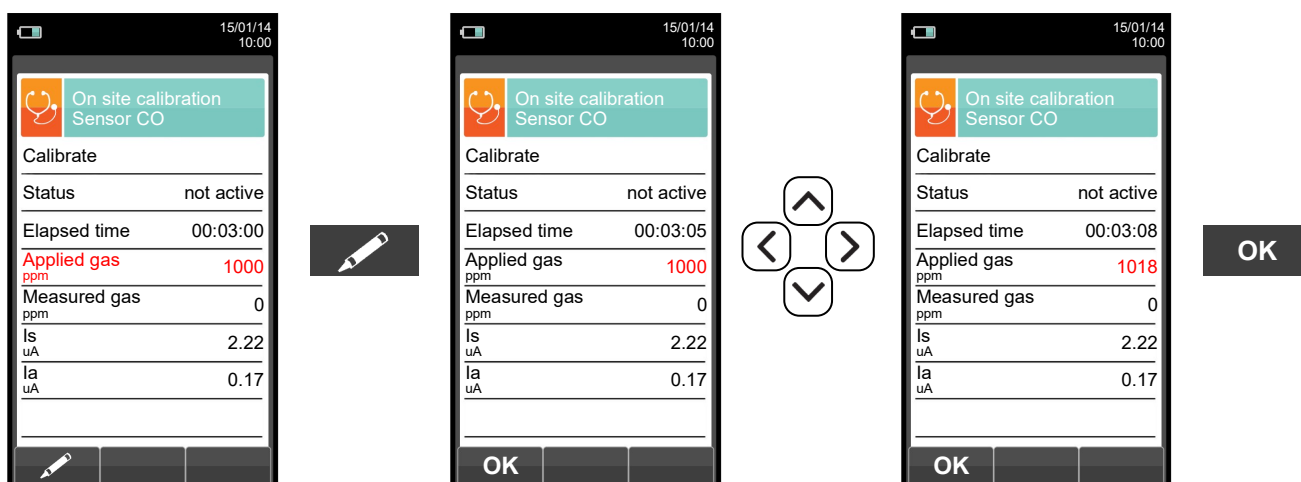 15/01/14
10:00
On site calibration
Sensor CO
Calibrate
Status not active
Elapsed time 00:03:00
Applied gas 1000
ppm
Measured gas 0
ppm
Is 2.22
uA
Ia 0.17
uA
15/01/14
10:00
On site calibration
Sensor CO
Calibrate
Status not active
Elapsed time 00:03:05
Applied gas 1000
ppm
Measured gas 0
ppm
Is 2.22
uA
Ia 0.17
uA
OK
15/01/14
10:00
On site calibration
Sensor CO
Calibrate
Status not active
Elapsed time 00:03:08
Applied gas 1018
ppm
Measured gas 0
ppm
Is 2.22
uA
Ia 0.17
uA
OK
OK